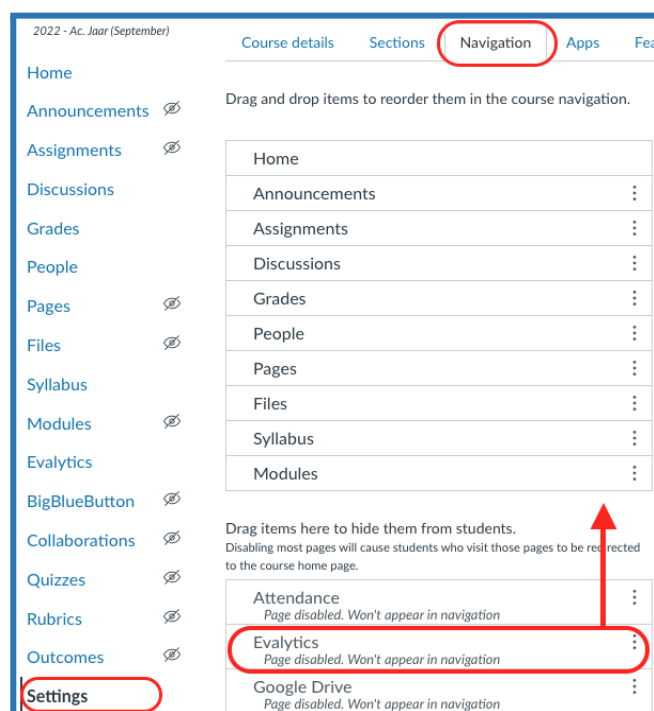 2022 - Ac. Jaar (September)
Home
Announcements
Assignments
Discussions
Grades
People
Pages
Files
Syllabus
Modules
Evalytics
BigBlueButton
Collaborations
Quizzes
Rubrics
Outcomes
Settings
Course details Sections Navigation Apps
Drag and drop items to reorder them in the course navigation.
Home
Announcements
Assignments
Discussions
Grades
People
Pages
Files
Syllabus
Modules
Drag items here to hide them from students.
Disabling most pages will cause students who visit those pages to be redirected
to the course home page.
Attendance
Page disabled. Won't appear in navigation
Evalytics
Page disabled. Won't appear in navigation
Google Drive
Page disabled. Won't appear in navigation